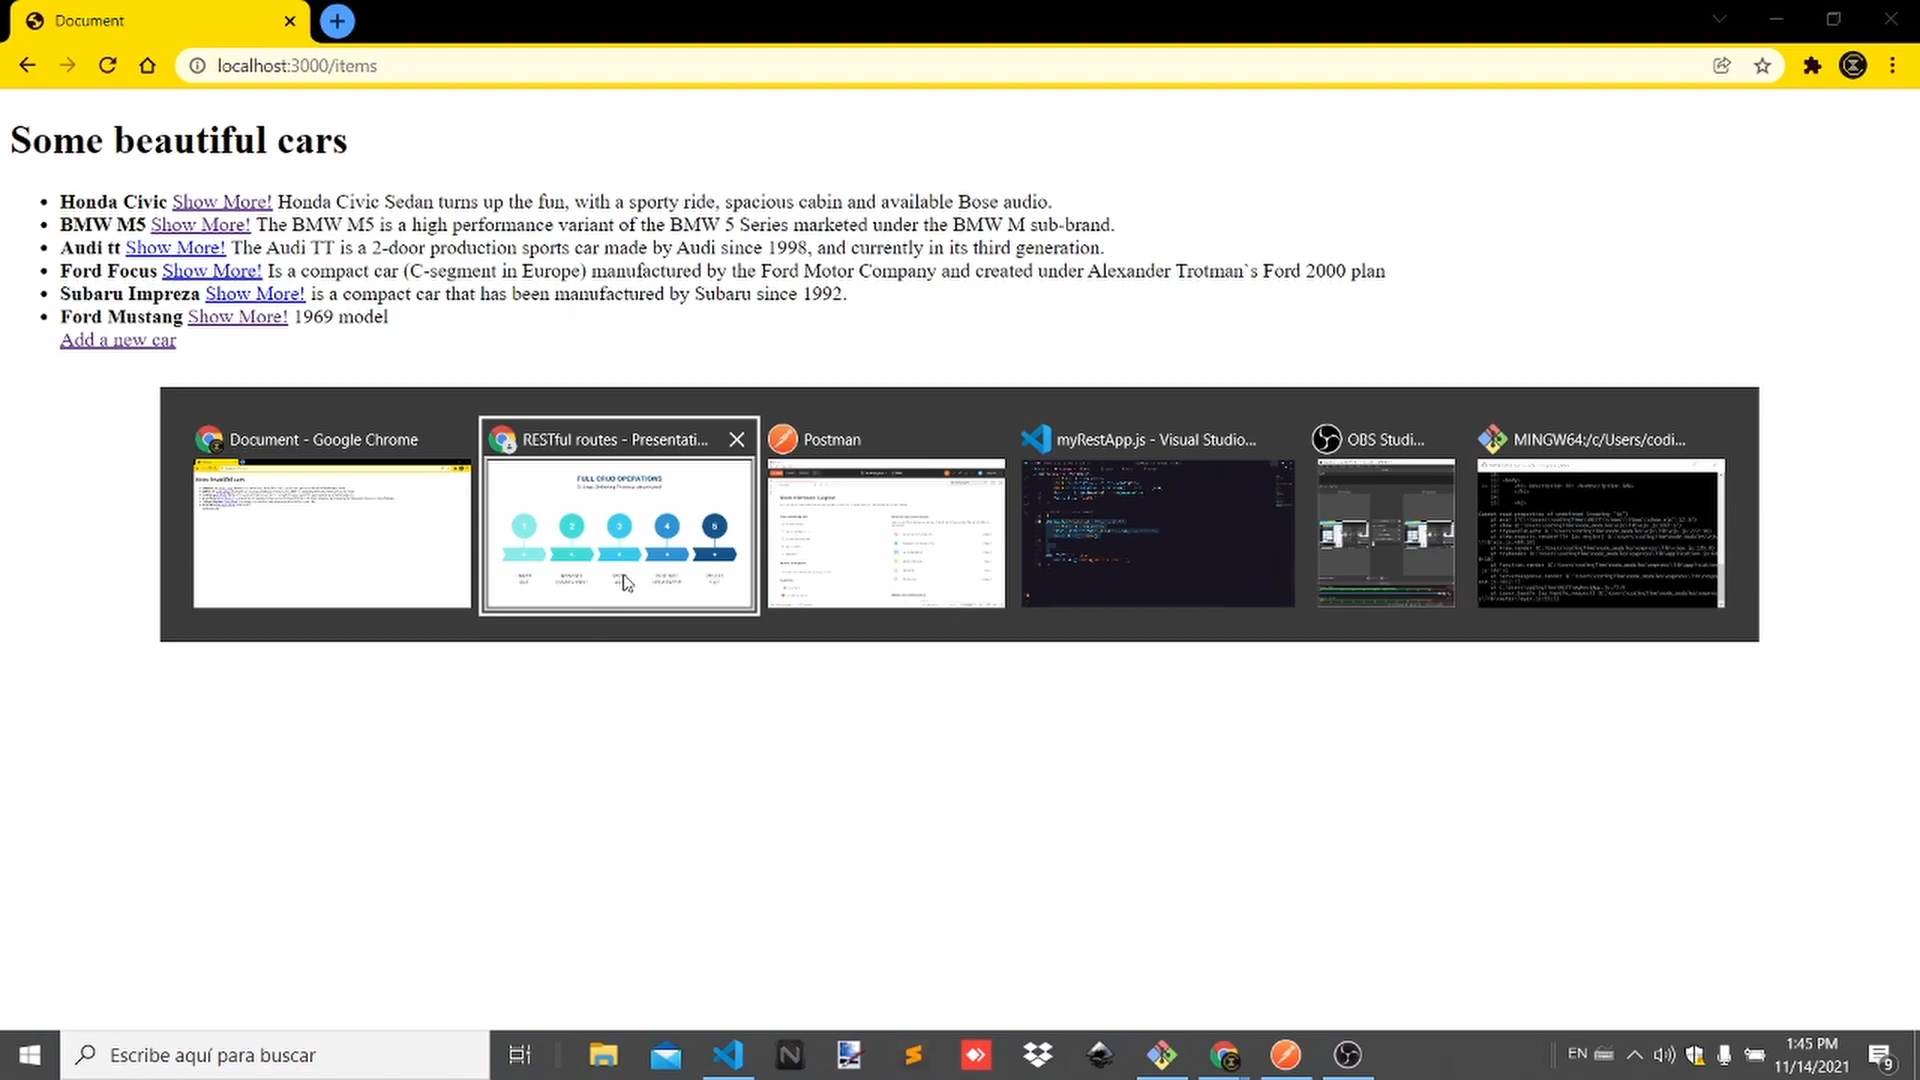 Document
localhost:3000/items
Some beautiful cars
Honda Civic Show More! Honda Civic Sedan turns up the fun, with a sporty ride, spacious cabin and available Bose audio.
BMW M5 Show More! The BMW M5 is a high performance variant of the BMW 5 Series marketed under the BMW M sub-brand.
Audi tt Show More! The Audi TT is a 2-door production sports car made by Audi since 1998, and currently in its third generation.
Ford Focus Show More! Is a compact car (C-segment in Europe) manufactured by the Ford Motor Company and created under Alexander Trotman`s Ford 2000 plan
Subaru Impreza Show More! is a compact car that has been manufactured by Subaru since 1992.
Ford Mustang Show More! 1969 model
Add a new car
Document - Google Chrome
RESTful routes - Presentati...
Postman
myRestApp.js - Visual Studio...
OBS Studi...
MINGW64:/c/Users/codi...
FULL CRUD OPERATIONS
1 2 3 4 5
Escribe aquí para buscar
EN
1:45 PM
11/14/2021
9